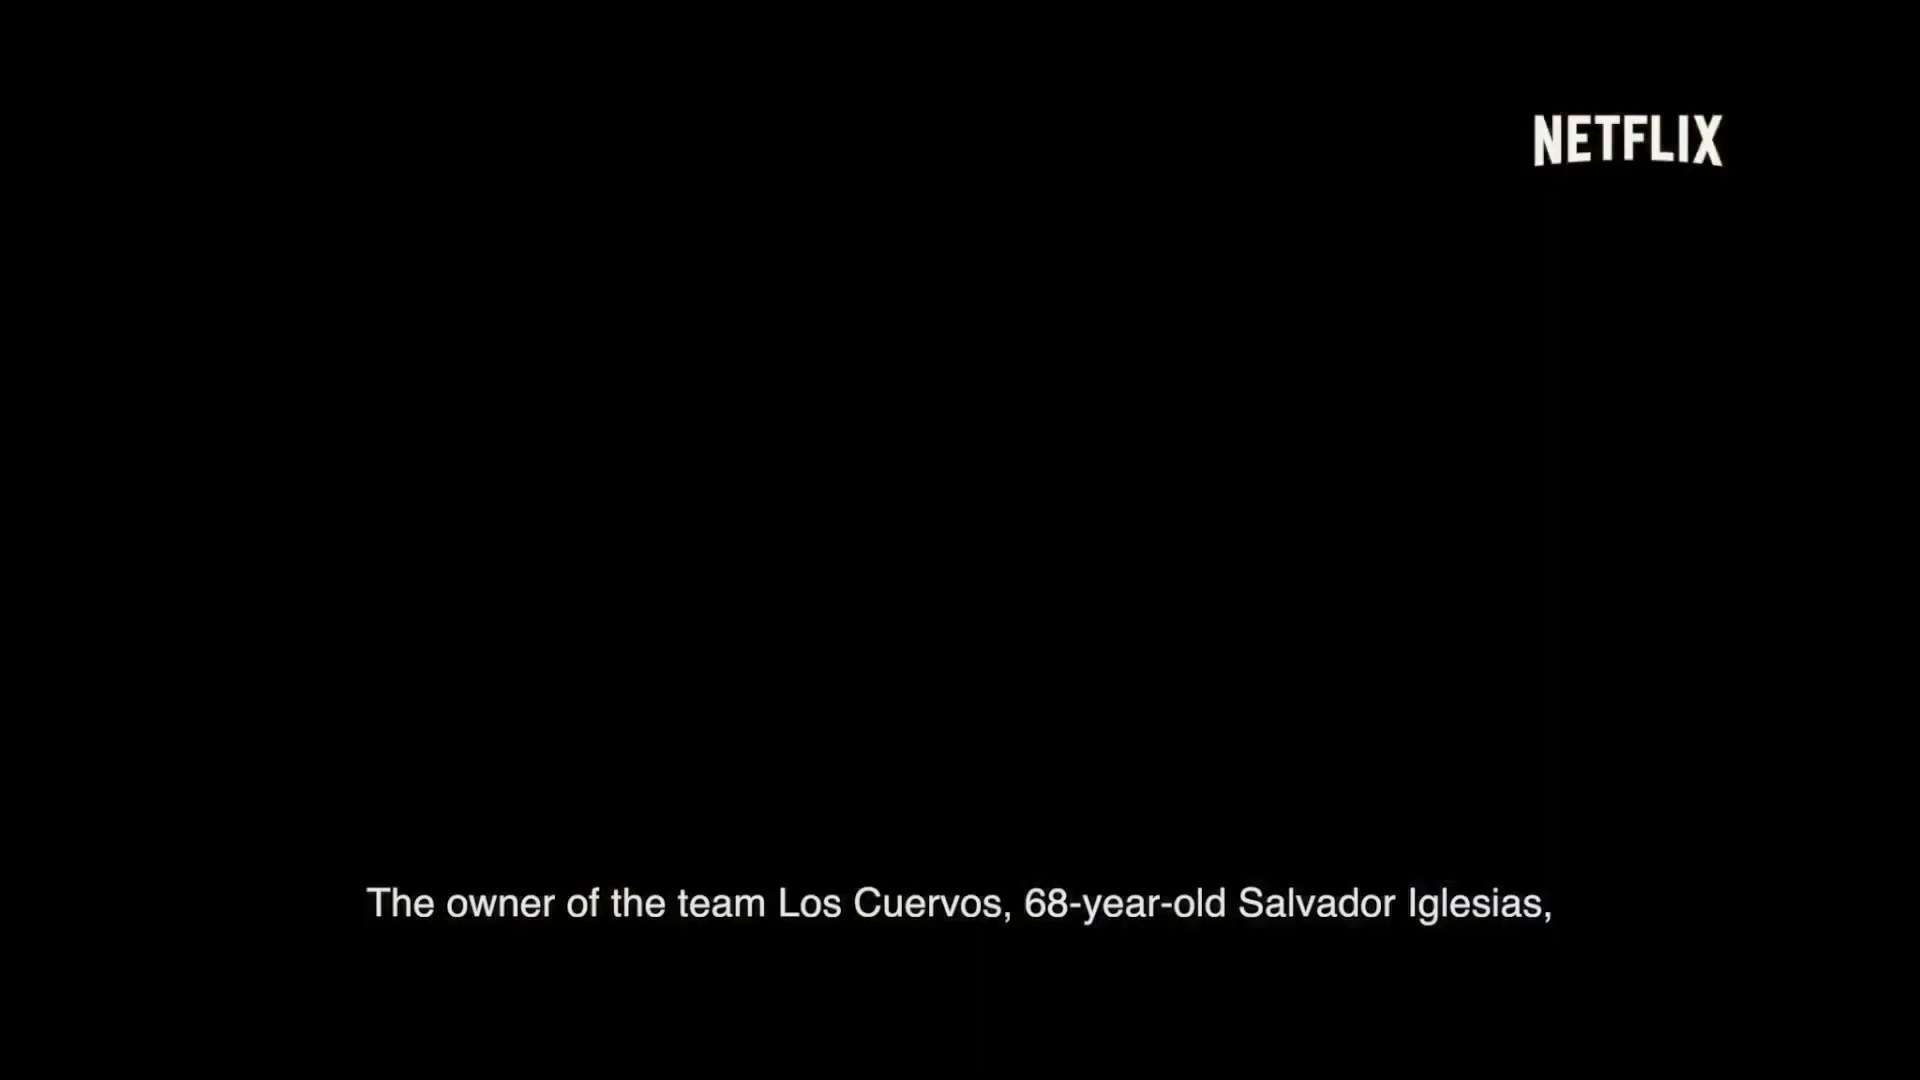 NETFLIX
The owner of the team Los Cuervos, 68-year-old Salvador Iglesias,